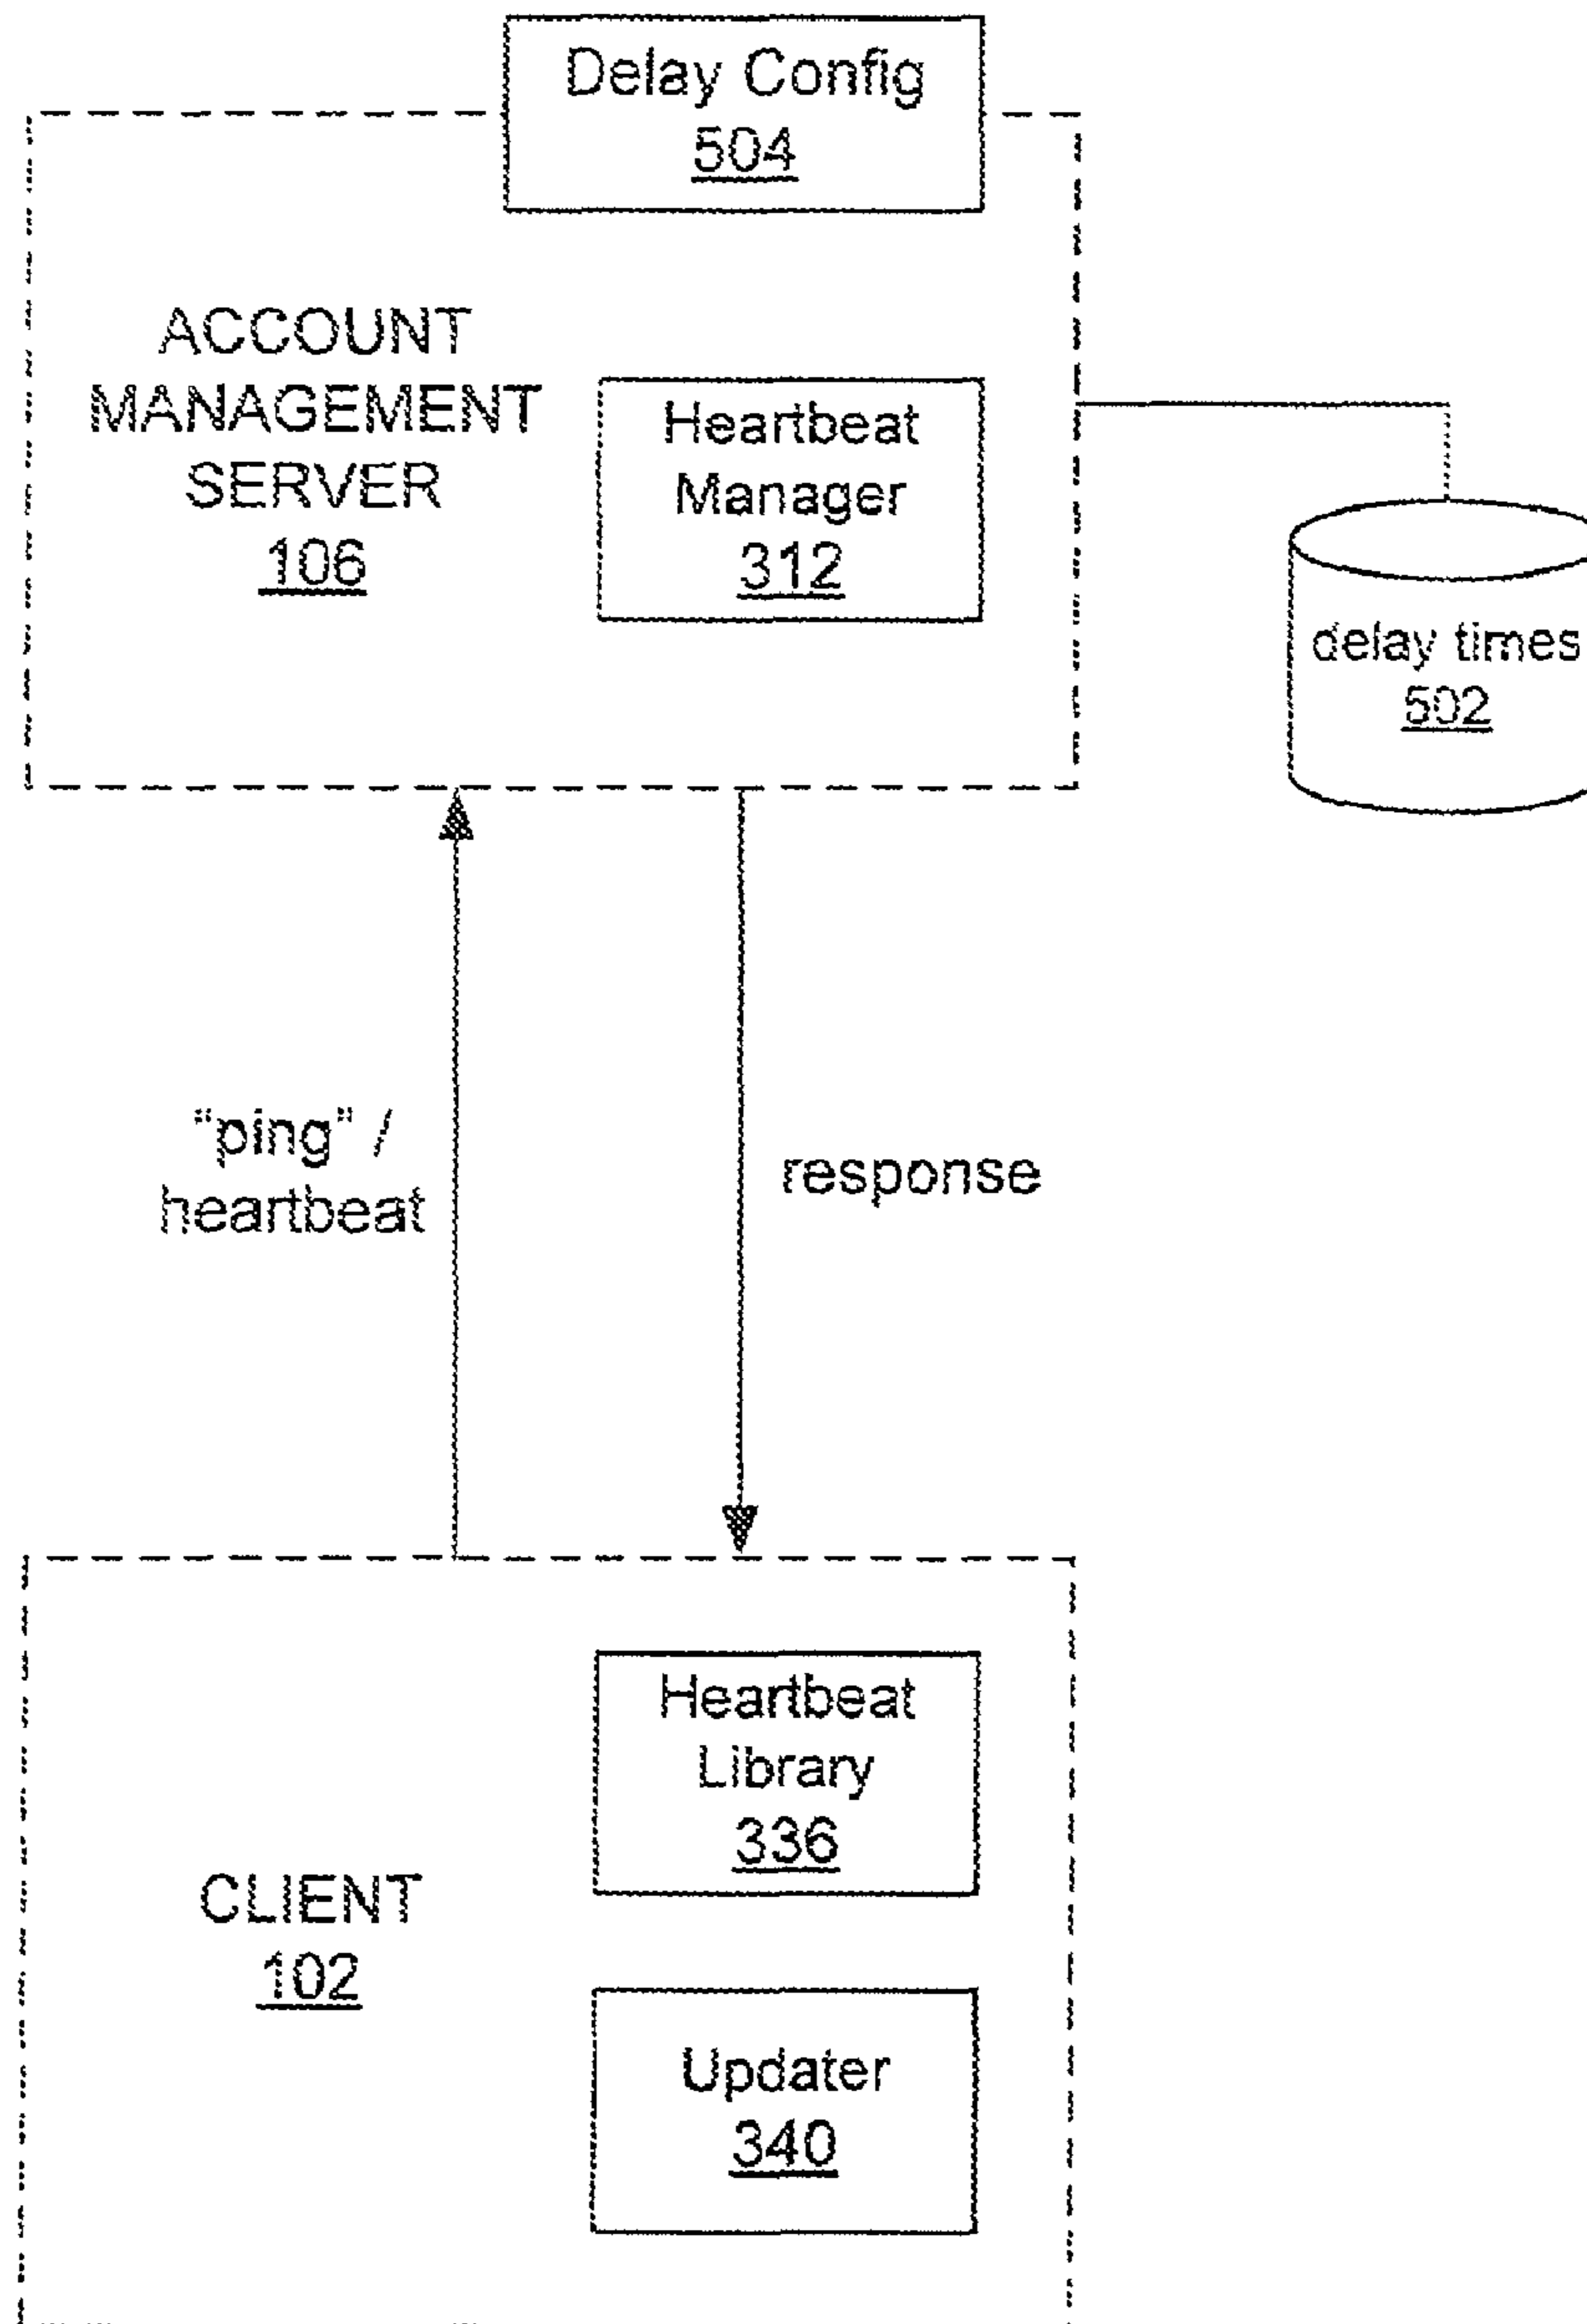 Delay Config
504
ACCOUNT
MANAGEMENT
SERVER
106
Heartbeat
Manager
312
delay times
502
"ping" /
heartbeat
response
Heartbeat
Library
336
CLIENT
102
Updater
340